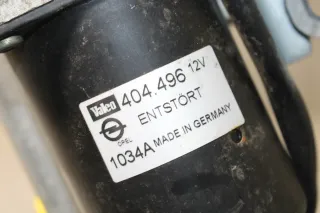 Valeo 404.496 12V
ENTSTÖRT
OPEL
1034A MADE IN GERMANY